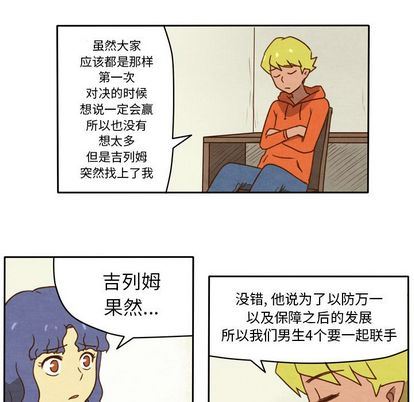 虽然大家
应该都是那样
第一次
对决的时候
想说一定会赢
所以也没有
想太多
但是吉列姆
突然找上了我
吉列姆
果然...
没错, 他说为了以防万一
以及保障之后的发展
所以我们男生4个要一起联手